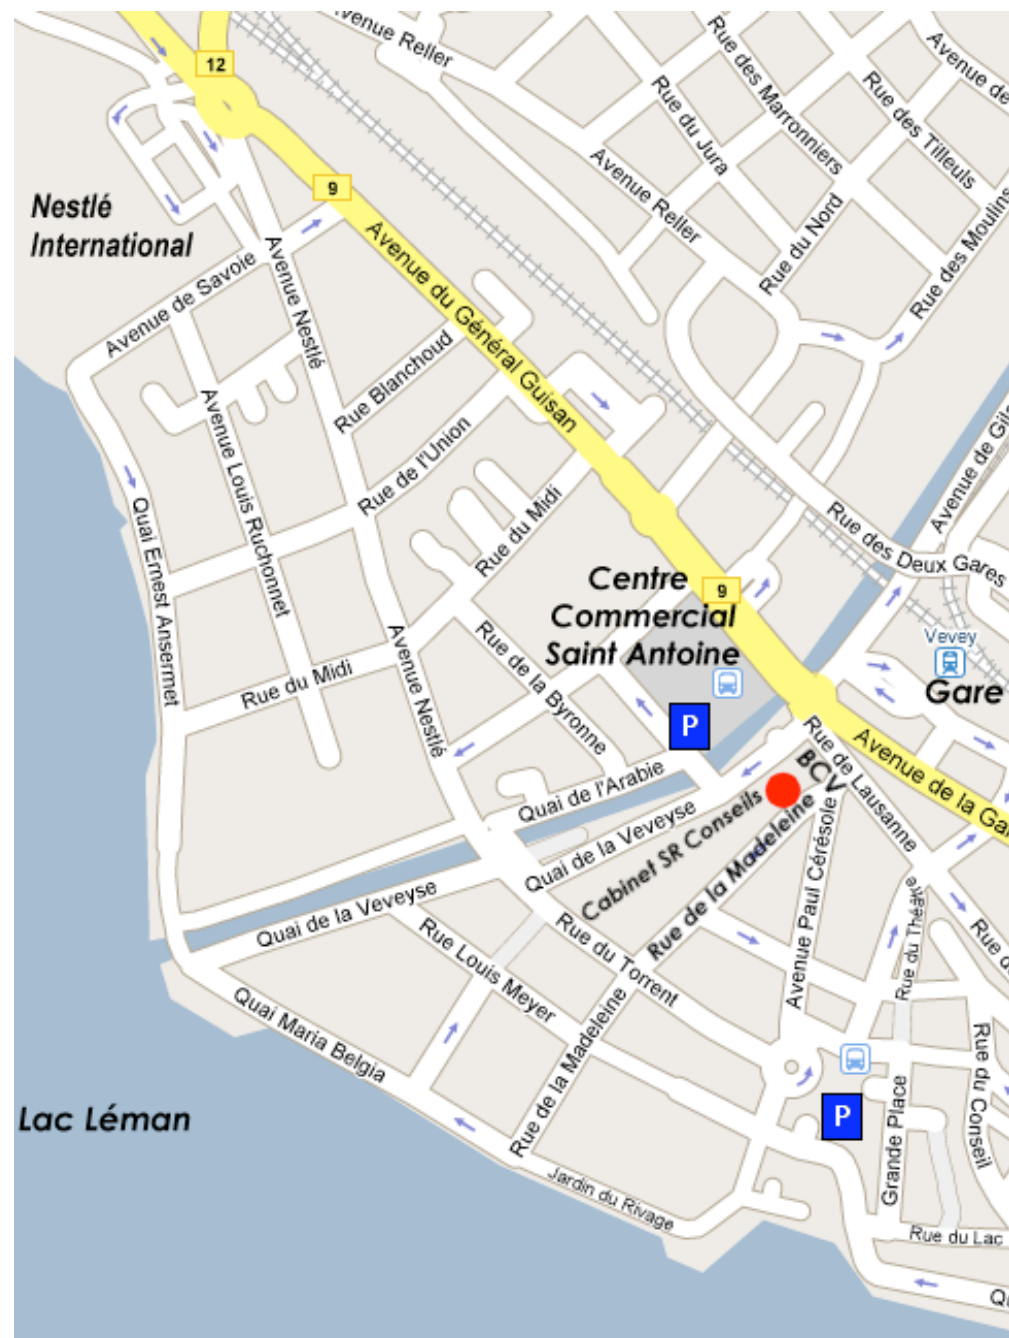 Avenue Reller
Rue des Marronniers
Avenue de
12
Rue du Jura
Rue des Tilleuls
Avenue Reller
9
Nestlé
International
Avenue du Général Guisan
Rue du Nord
Rue des Moulins
Avenue de Savoie
Avenue Nestlé
Rue Blanchoud
Avenue Louis Ruchonnet
Rue de l'Union
Avenue de Gil
Quai Ernest Ansermet
Rue du Midi
Rue des Deux Gares
Centre
Commercial
Saint Antoine
9
Vevey
Gare
Rue de la Byronne
Avenue Nestlé
Rue du Midi
P
Rue de Lausanne
Avenue de la Ga
BCV
Quai de l'Arabie
Cabinet SR Conseils
Quai de la Veveyse
Rue de la Madeleine
Avenue Paul Cérésole
Rue du Théâtre
Quai de la Veveyse
Rue Louis Meyer
Rue du Torrent
Rue d
Quai Maria Belgia
Rue de la Madeleine
Rue du Conseil
Lac Léman
P
Grande Place
Jardin du Rivage
Rue du Lac
Q